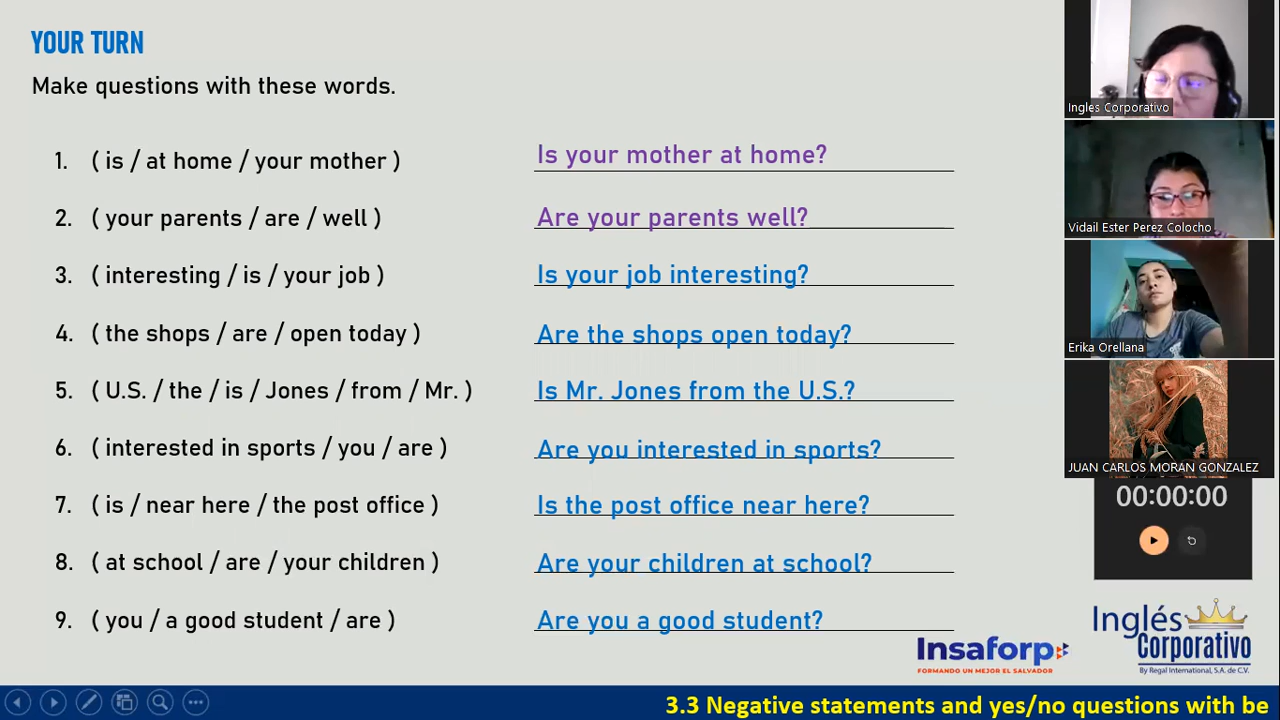 YOUR TURN
Make questions with these words.
1. ( is / at home / your mother ) Is your mother at home?
2. ( your parents / are / well ) Are your parents well?
3. ( interesting / is / your job ) Is your job interesting?
4. ( the shops / are / open today ) Are the shops open today?
5. ( U.S. / the / is / Jones / from / Mr. ) Is Mr. Jones from the U.S.?
6. ( interested in sports / you / are ) Are you interested in sports?
7. ( is / near here / the post office ) Is the post office near here?
8. ( at school / are / your children ) Are your children at school?
9. ( you / a good student / are ) Are you a good student?
Ingles Corporativo
Vidail Ester Perez Colocho
Erika Orellana
JUAN CARLOS MORAN GONZALEZ
00:00:00
Insaforp
FORMANDO UN MEJOR EL SALVADOR
Inglés
Corporativo
By Regal International, S.A. de C.V.
3.3 Negative statements and yes/no questions with be